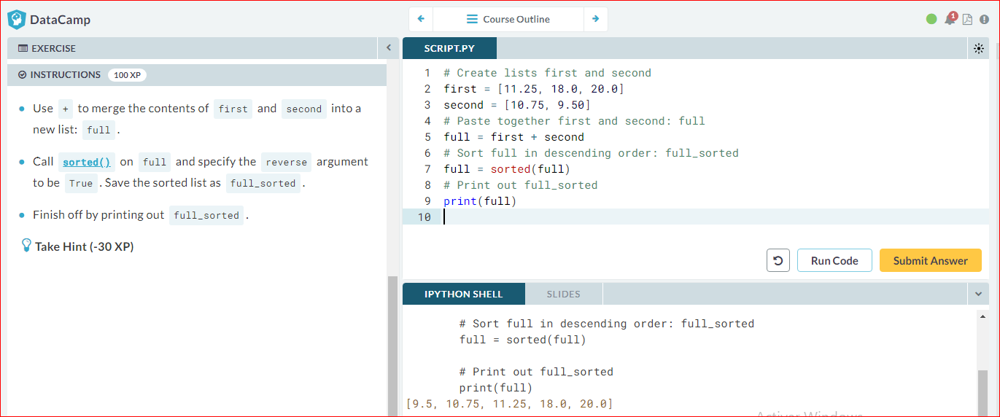 DataCamp
Course Outline
1
EXERCISE
INSTRUCTIONS 100 XP
Use + to merge the contents of first and second into a
new list: full .
Call sorted() on full and specify the reverse argument
to be True . Save the sorted list as full_sorted .
Finish off by printing out full_sorted .
Take Hint (-30 XP)
SCRIPT.PY
1 # Create lists first and second
2 first = [11.25, 18.0, 20.0]
3 second = [10.75, 9.50]
4 # Paste together first and second: full
5 full = first + second
6 # Sort full in descending order: full_sorted
7 full = sorted(full)
8 # Print out full_sorted
9 print(full)
10
Run Code
Submit Answer
IPYTHON SHELL
SLIDES
# Sort full in descending order: full_sorted
full = sorted(full)
# Print out full_sorted
print(full)
[9.5, 10.75, 11.25, 18.0, 20.0]
Activer Windows